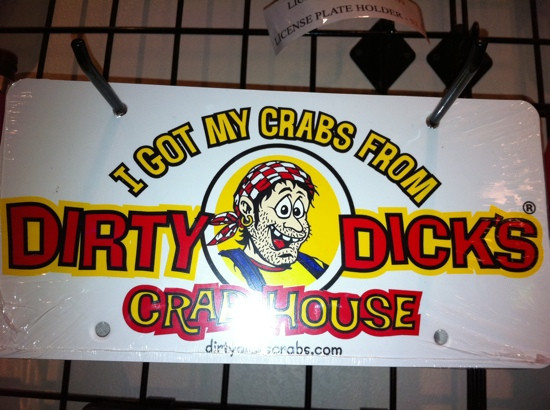 LICENSE PLATE HOLDER
I GOT MY CRABS FROM
DIRTY DICK'S ®
CRAB HOUSE